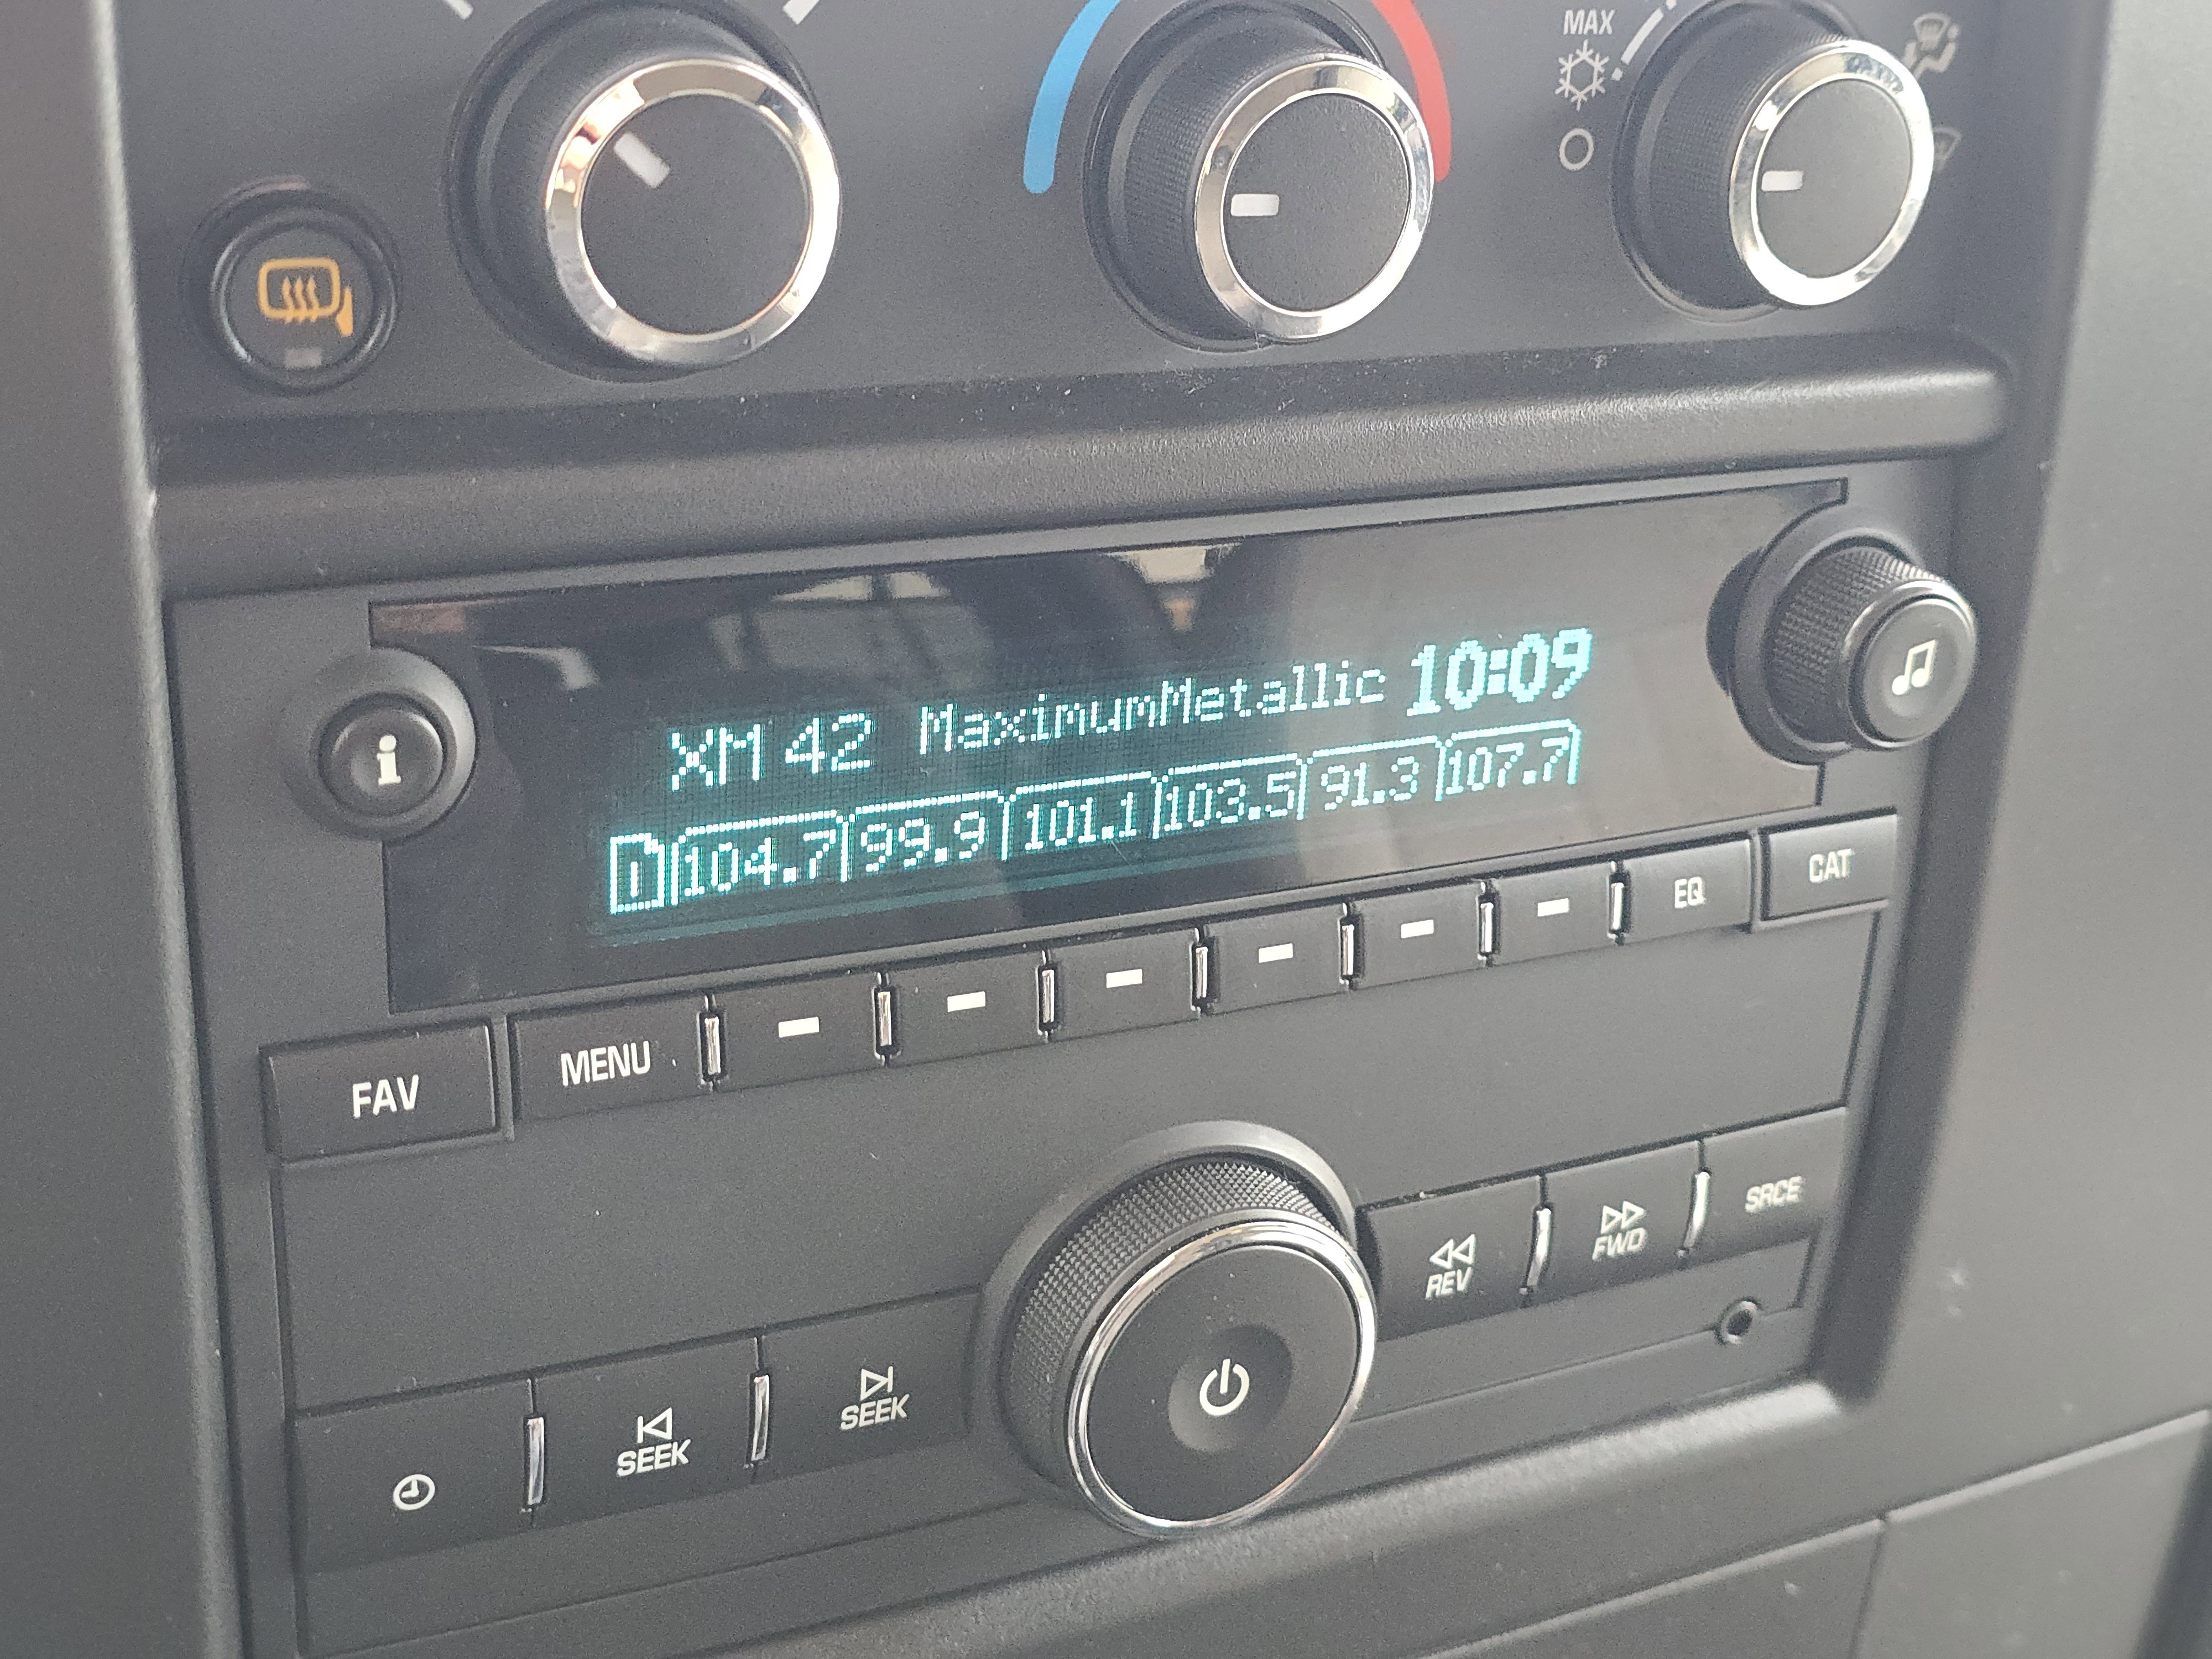 MAX
XM 42 MaximumMetallic 10:09
1 104.7 99.9 101.1 103.5 91.3 107.7
i
FAV MENU EQ CAT
SEEK SEEK REV FWD SRCE